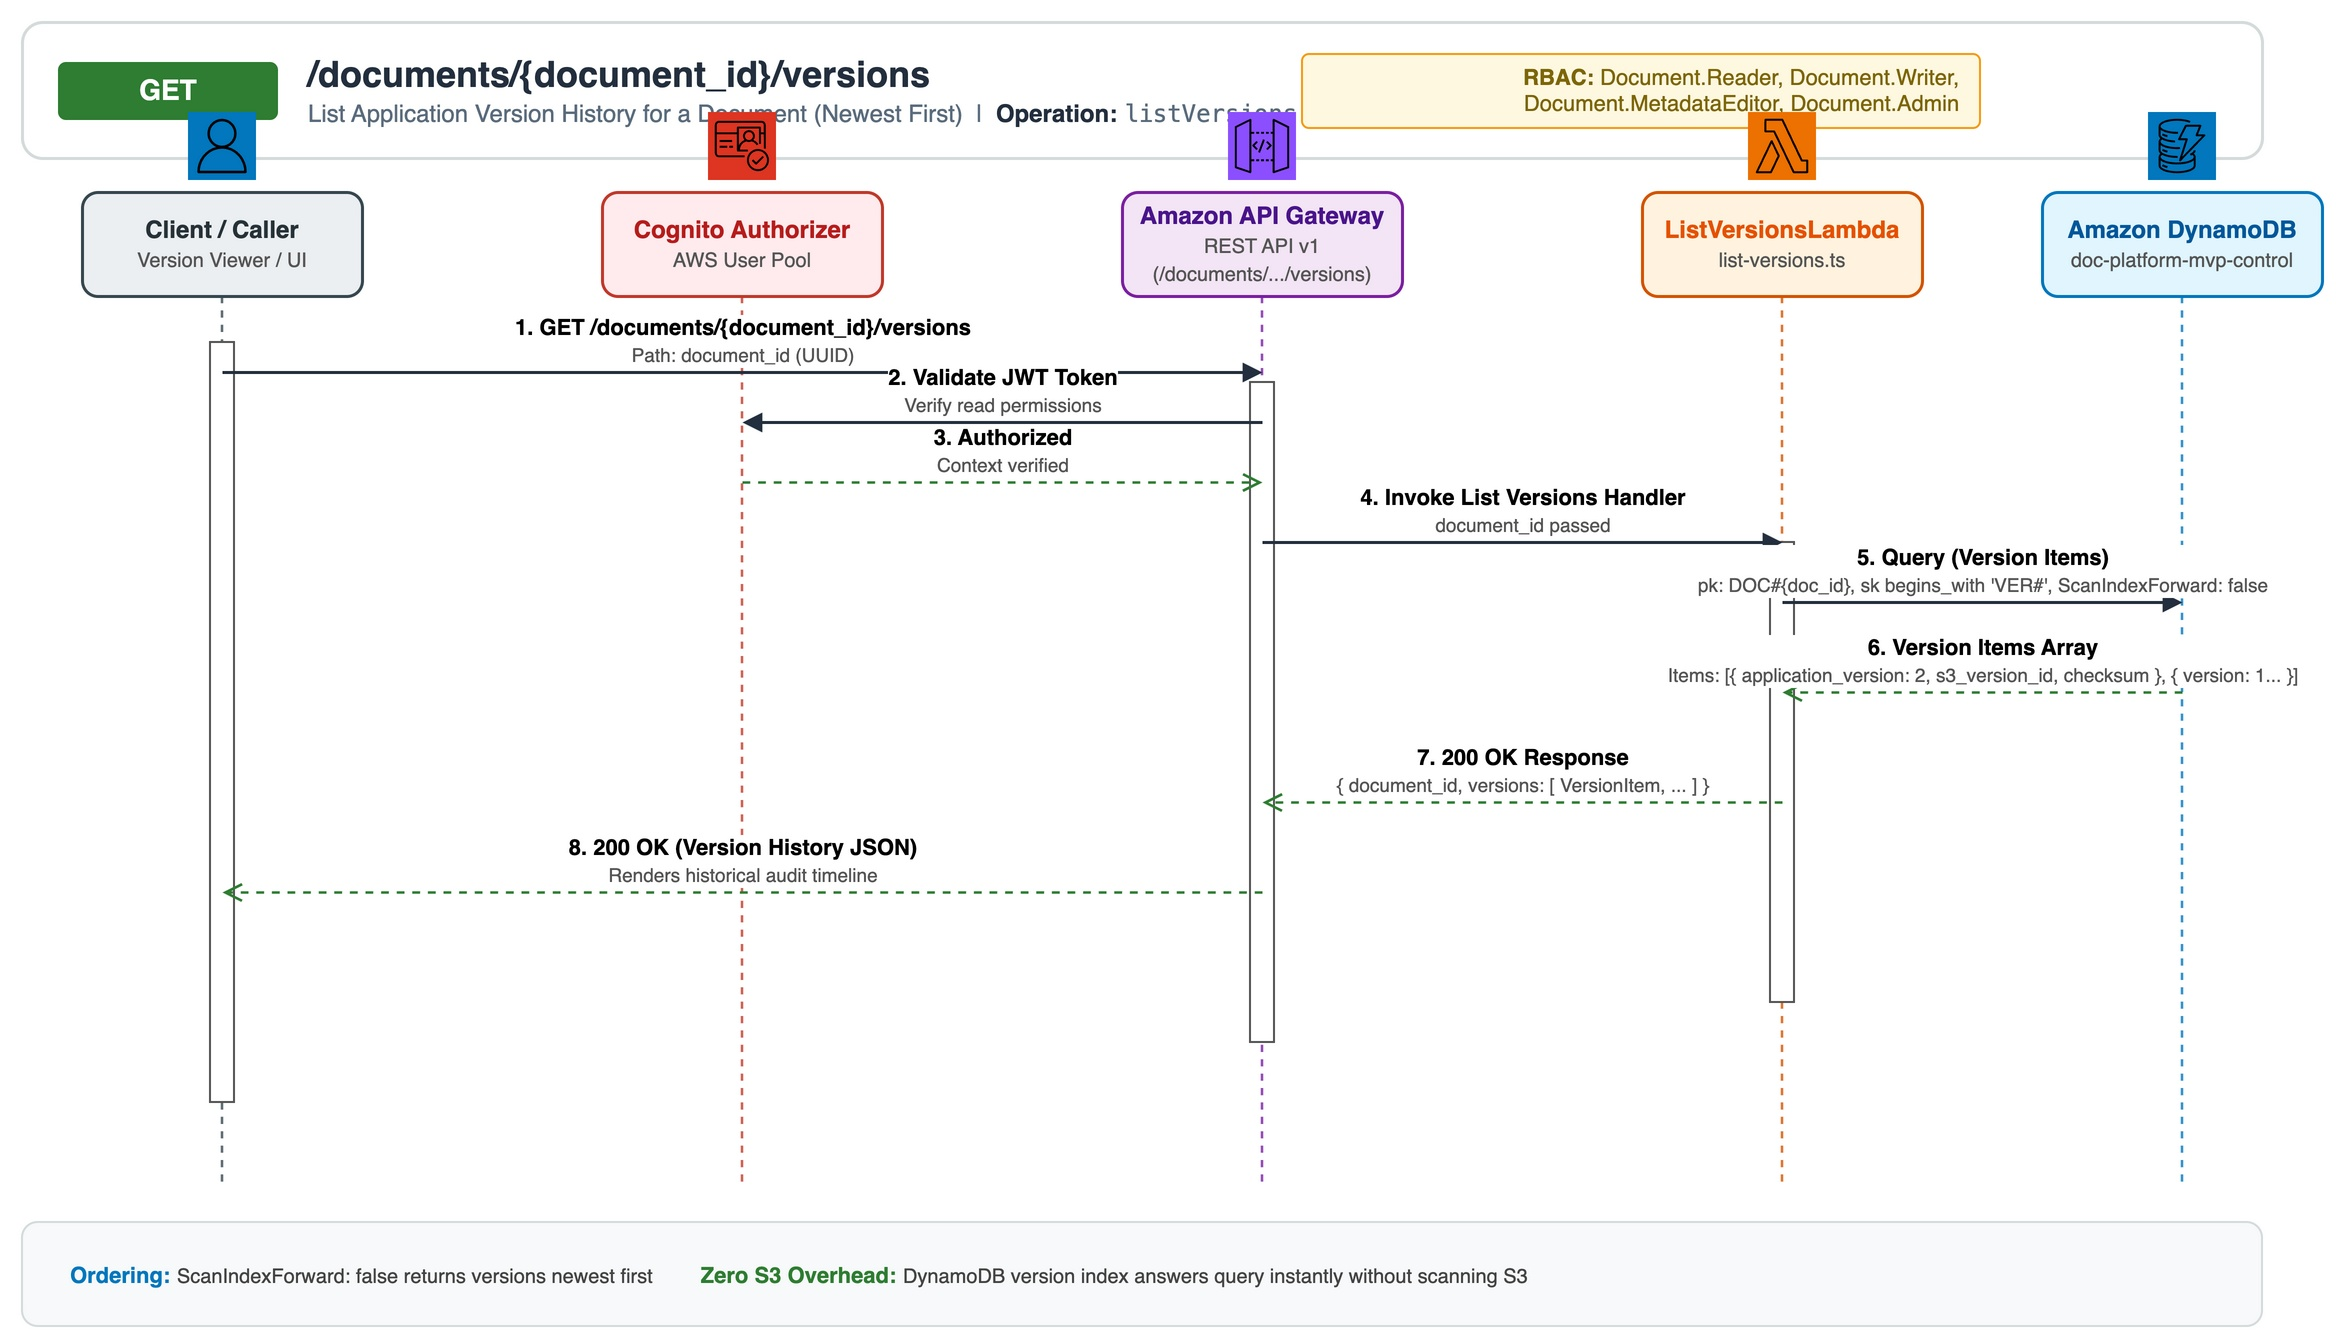 GET
/documents/{document_id}/versions
List Application Version History for a Document (Newest First) | Operation: listVersions
RBAC: Document.Reader, Document.Writer,
Document.MetadataEditor, Document.Admin
Client / Caller
Version Viewer / UI
Cognito Authorizer
AWS User Pool
Amazon API Gateway
REST API v1
(/documents/.../versions)
ListVersionsLambda
list-versions.ts
Amazon DynamoDB
doc-platform-mvp-control
1. GET /documents/{document_id}/versions
Path: document_id (UUID)
2. Validate JWT Token
Verify read permissions
3. Authorized
Context verified
4. Invoke List Versions Handler
document_id passed
5. Query (Version Items)
pk: DOC#{doc_id}, sk begins_with 'VER#', ScanIndexForward: false
6. Version Items Array
Items: [{ application_version: 2, s3_version_id, checksum }, { version: 1... }]
7. 200 OK Response
{ document_id, versions: [ VersionItem, ... ] }
8. 200 OK (Version History JSON)
Renders historical audit timeline
Ordering: ScanIndexForward: false returns versions newest first
Zero S3 Overhead: DynamoDB version index answers query instantly without scanning S3